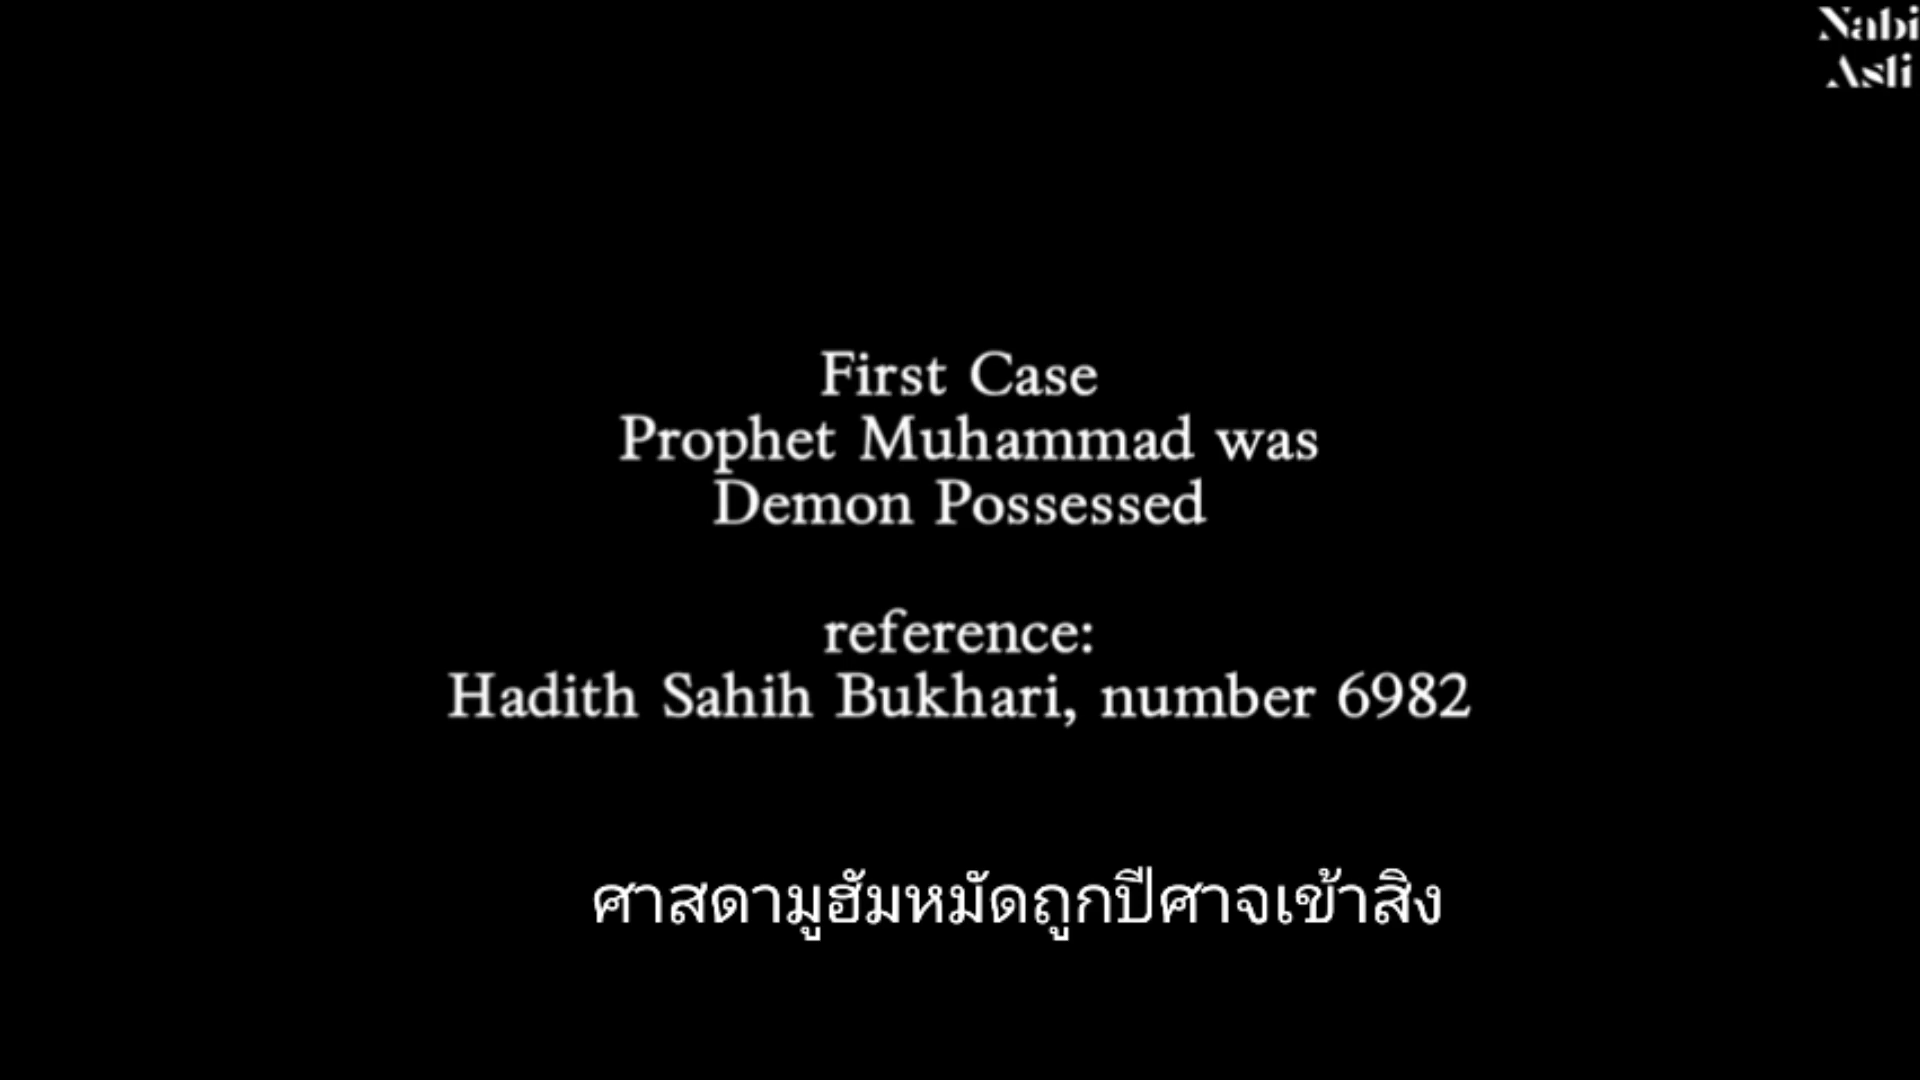 Nabi
Asli
First Case
Prophet Muhammad was
Demon Possessed
reference:
Hadith Sahih Bukhari, number 6982
ศาสดามูฮัมหมัดถูกปีศาจเข้าสิง